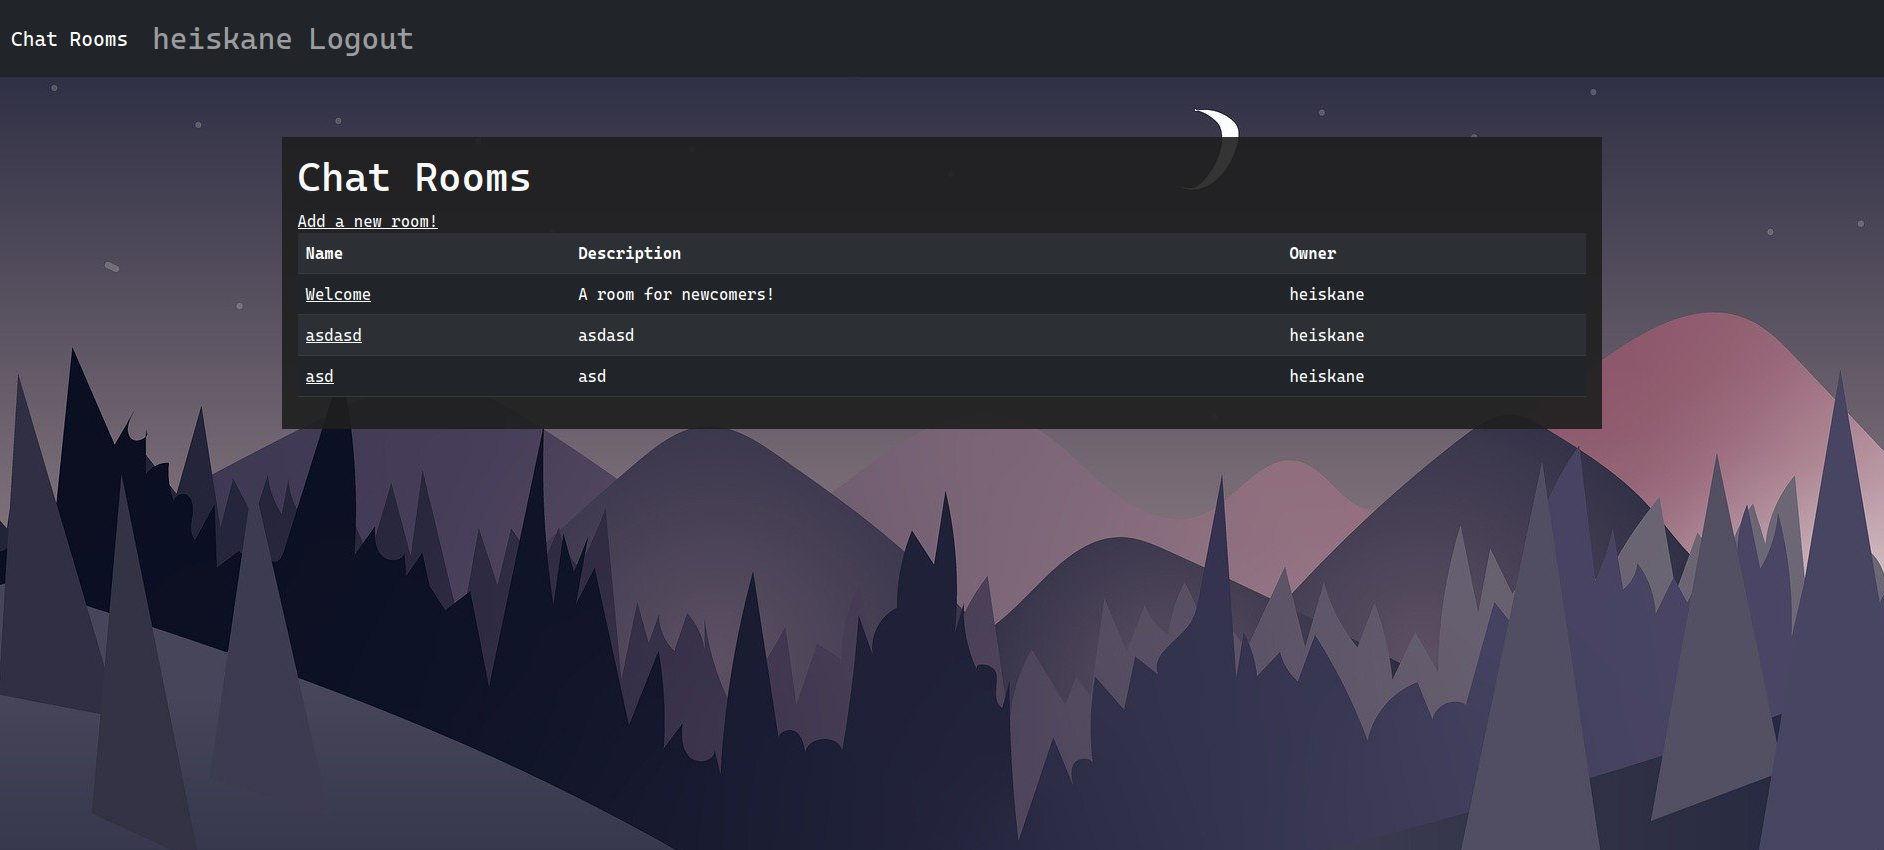 Chat Rooms heiskane Logout
Chat Rooms
Add a new room!
Name Description Owner
Welcome A room for newcomers! heiskane
asdasd asdasd heiskane
asd asd heiskane